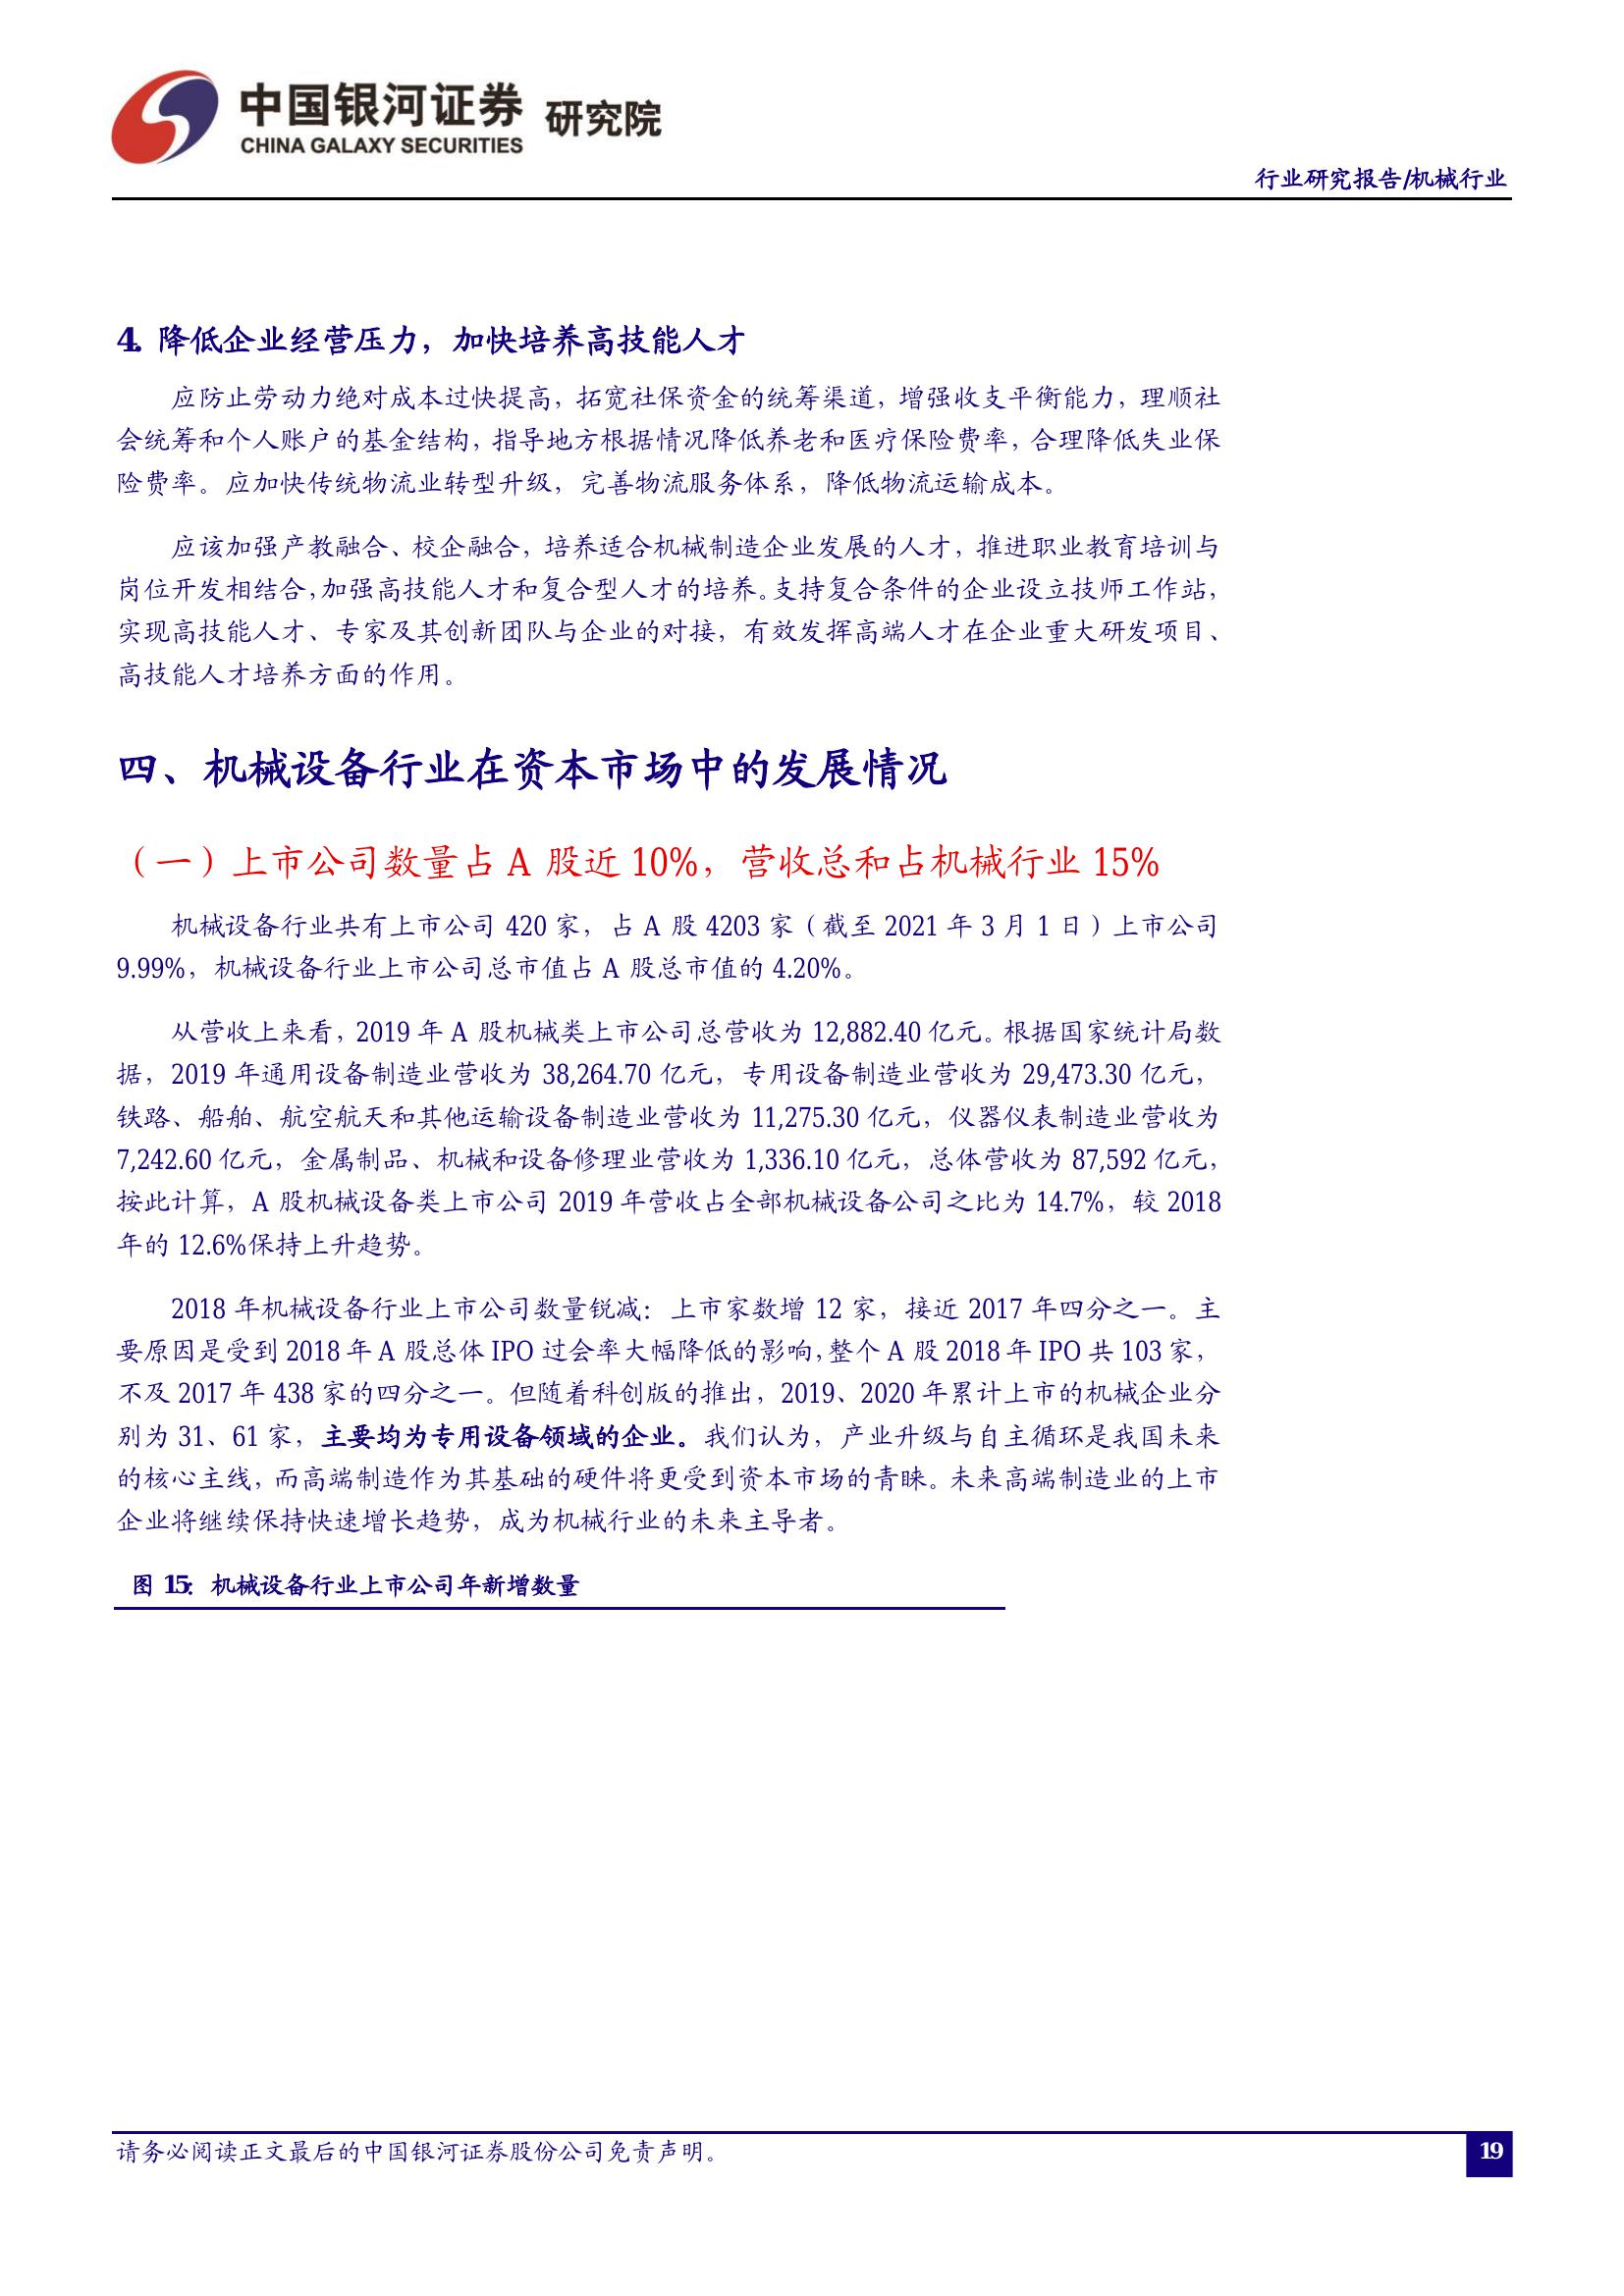 中国银河证券 研究院
CHINA GALAXY SECURITIES
行业研究报告/机械行业
4. 降低企业经营压力，加快培养高技能人才
应防止劳动力绝对成本过快提高，拓宽社保资金的统筹渠道，增强收支平衡能力，理顺社
会统筹和个人账户的基金结构，指导地方根据情况降低养老和医疗保险费率，合理降低失业保
险费率。应加快传统物流业转型升级，完善物流服务体系，降低物流运输成本。
应该加强产教融合、校企融合，培养适合机械制造企业发展的人才，推进职业教育培训与
岗位开发相结合，加强高技能人才和复合型人才的培养。支持复合条件的企业设立技师工作站，
实现高技能人才、专家及其创新团队与企业的对接，有效发挥高端人才在企业重大研发项目、
高技能人才培养方面的作用。
四、机械设备行业在资本市场中的发展情况
（一）上市公司数量占 A 股近 10%，营收总和占机械行业 15%
机械设备行业共有上市公司 420 家，占 A 股 4203 家（截至 2021 年 3 月 1 日）上市公司
9.99%，机械设备行业上市公司总市值占 A 股总市值的 4.20%。
从营收上来看，2019 年 A 股机械类上市公司总营收为 12,882.40 亿元。根据国家统计局数
据，2019 年通用设备制造业营收为 38,264.70 亿元，专用设备制造业营收为 29,473.30 亿元，
铁路、船舶、航空航天和其他运输设备制造业营收为 11,275.30 亿元，仪器仪表制造业营收为
7,242.60 亿元，金属制品、机械和设备修理业营收为 1,336.10 亿元，总体营收为 87,592 亿元，
按此计算，A 股机械设备类上市公司 2019 年营收占全部机械设备公司之比为 14.7%，较 2018
年的 12.6%保持上升趋势。
2018 年机械设备行业上市公司数量锐减：上市家数增 12 家，接近 2017 年四分之一。主
要原因是受到 2018 年 A 股总体 IPO 过会率大幅降低的影响，整个 A 股 2018 年 IPO 共 103 家，
不及 2017 年 438 家的四分之一。但随着科创版的推出，2019、2020 年累计上市的机械企业分
别为 31、61 家，主要均为专用设备领域的企业。我们认为，产业升级与自主循环是我国未来
的核心主线，而高端制造作为其基础的硬件将更受到资本市场的青睐。未来高端制造业的上市
企业将继续保持快速增长趋势，成为机械行业的未来主导者。
图 15：机械设备行业上市公司年新增数量
请务必阅读正文最后的中国银河证券股份公司免责声明。
19